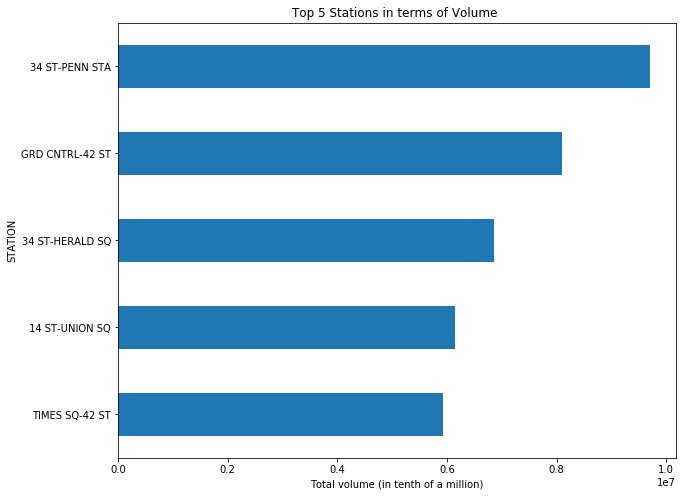 Top 5 Stations in terms of Volume
34 ST-PENN STA
GRD CNTRL-42 ST
34 ST-HERALD SQ
14 ST-UNION SQ
TIMES SQ-42 ST
STATION
0.0 0.2 0.4 0.6 0.8 1.0
1e7
Total volume (in tenth of a million)